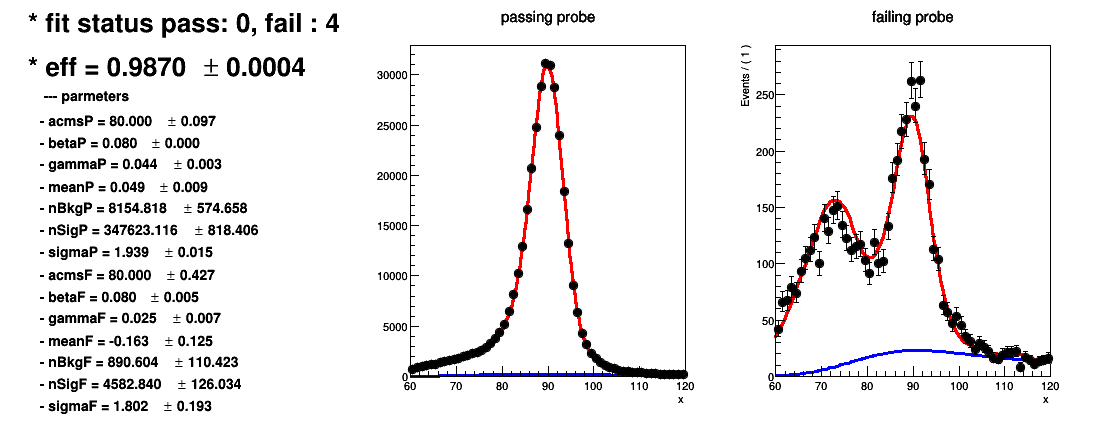 * fit status pass: 0, fail : 4
* eff = 0.9870 ± 0.0004
--- parmeters
- acmsP = 80.000 ± 0.097
- betaP = 0.080 ± 0.000
- gammaP = 0.044 ± 0.003
- meanP = 0.049 ± 0.009
- nBkgP = 8154.818 ± 574.658
- nSigP = 347623.116 ± 818.406
- sigmaP = 1.939 ± 0.015
- acmsF = 80.000 ± 0.427
- betaF = 0.080 ± 0.005
- gammaF = 0.025 ± 0.007
- meanF = -0.163 ± 0.125
- nBkgF = 890.604 ± 110.423
- nSigF = 4582.840 ± 126.034
- sigmaF = 1.802 ± 0.193
passing probe
30000
25000
20000
15000
10000
5000
0
60 70 80 90 100 110 120
x
failing probe
Events / ( 1 )
250
200
150
100
50
0
60 70 80 90 100 110 120
x